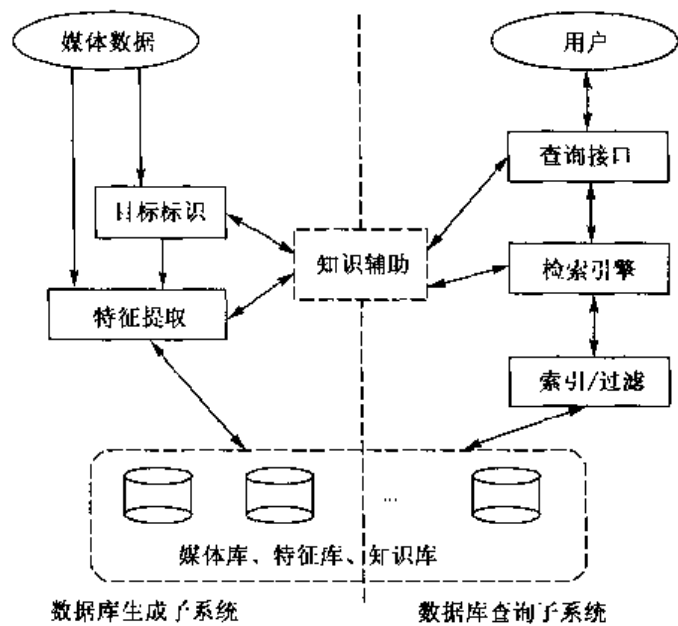 媒体数据
用户
查询接口
目标标识
知识辅助
检索引擎
特征提取
索引/过滤
...
媒体库、特征库、知识库
数据库生成子系统
数据库查询子系统